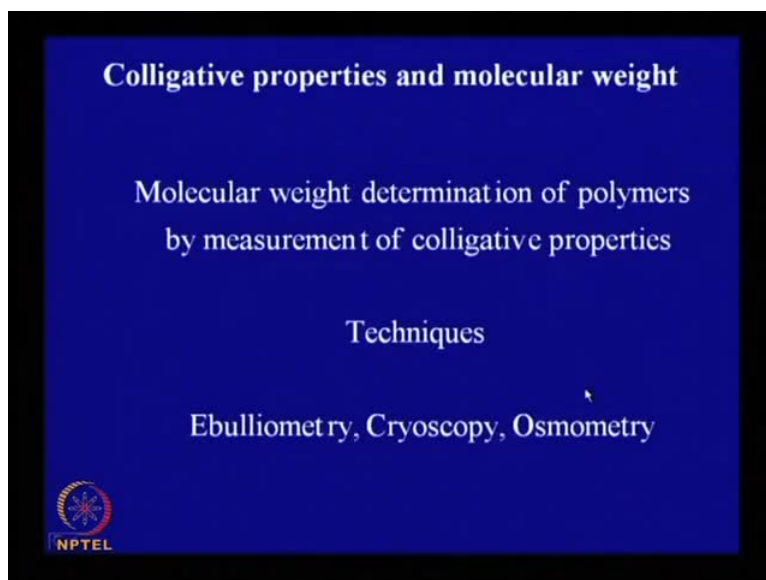 Colligative properties and molecular weight
Molecular weight determination of polymers
by measurement of colligative properties
Techniques
Ebulliometry, Cryoscopy, Osmometry
NPTEL